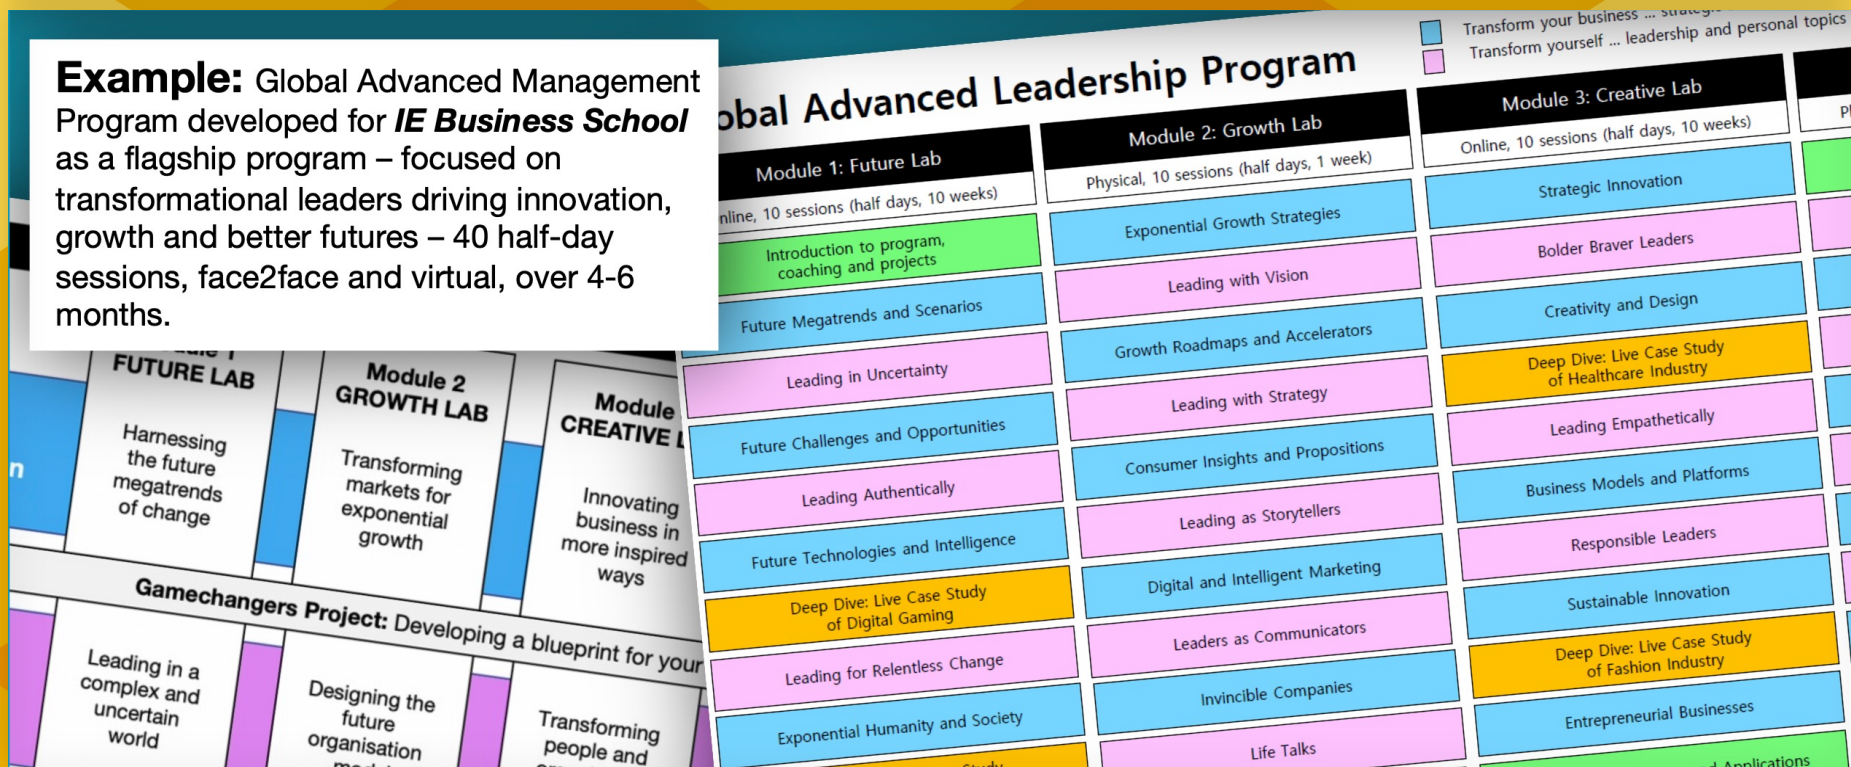 Example: Global Advanced Management
Program developed for IE Business School
as a flagship program – focused on
transformational leaders driving innovation,
growth and better futures – 40 half-day
sessions, face2face and virtual, over 4-6
months.
Advanced Leadership Program
Transform your business ...
Transform yourself ... leadership and personal topics
Module 1: Future Lab
10 sessions (half days, 10 weeks)
Introduction to program,
coaching and projects
Future Megatrends and Scenarios
Leading in Uncertainty
Future Challenges and Opportunities
Leading Authentically
Future Technologies and Intelligence
Deep Dive: Live Case Study
of Digital Gaming
Leading for Relentless Change
Exponential Humanity and Society
Study
Module 2: Growth Lab
Physical, 10 sessions (half days, 1 week)
Exponential Growth Strategies
Leading with Vision
Growth Roadmaps and Accelerators
Leading with Strategy
Consumer Insights and Propositions
Leading as Storytellers
Digital and Intelligent Marketing
Leaders as Communicators
Invincible Companies
Life Talks
Module 3: Creative Lab
Online, 10 sessions (half days, 10 weeks)
Strategic Innovation
Bolder Braver Leaders
Creativity and Design
Deep Dive: Live Case Study
of Healthcare Industry
Leading Empathetically
Business Models and Platforms
Responsible Leaders
Sustainable Innovation
Deep Dive: Live Case Study
of Fashion Industry
Entrepreneurial Businesses
Applications
FUTURE LAB
Harnessing
the future
megatrends
of change
Module 2
GROWTH LAB
Transforming
markets for
exponential
growth
Module
CREATIVE
Innovating
business in
more inspired
ways
Gamechangers Project: Developing a blueprint for your
Leading in a
complex and
uncertain
world
Designing the
future
organisation
Transforming
people and